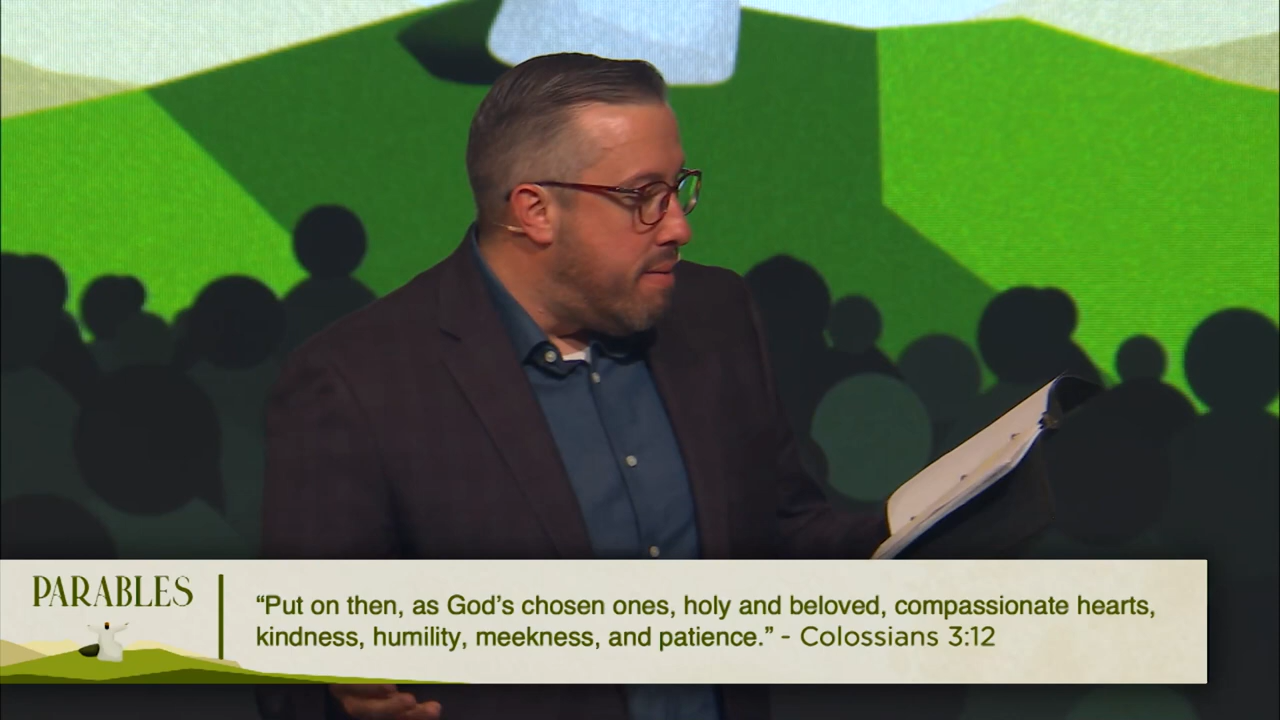 PARABLES
“Put on then, as God’s chosen ones, holy and beloved, compassionate hearts,
kindness, humility, meekness, and patience.” - Colossians 3:12